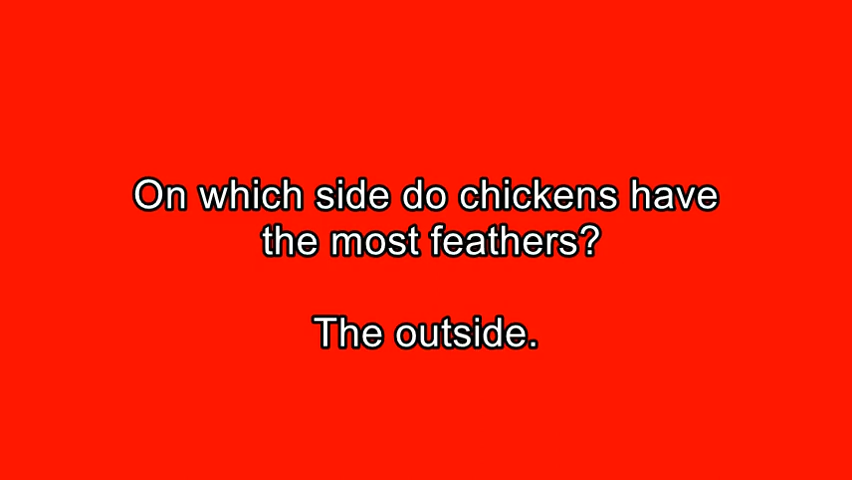 On which side do chickens have
the most feathers?
The outside.